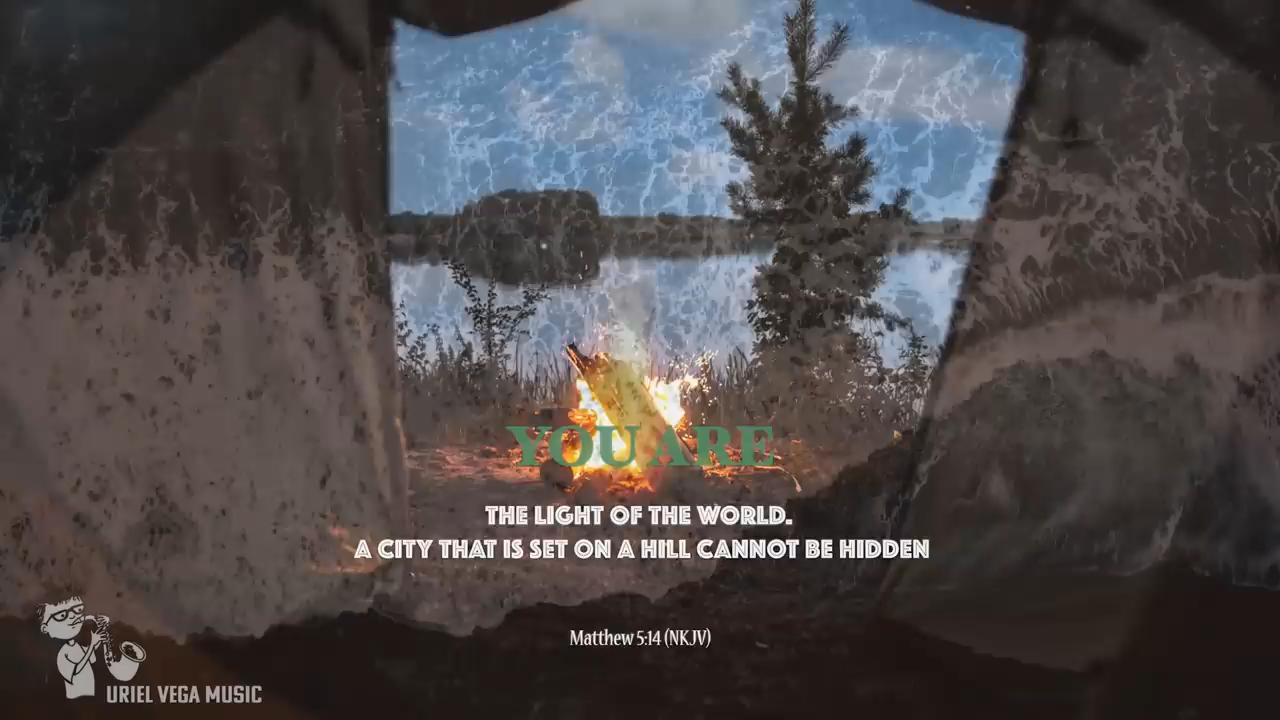 YOU ARE
THE LIGHT OF THE WORLD.
A CITY THAT IS SET ON A HILL CANNOT BE HIDDEN
Matthew 5:14 (NKJV)
URIEL VEGA MUSIC